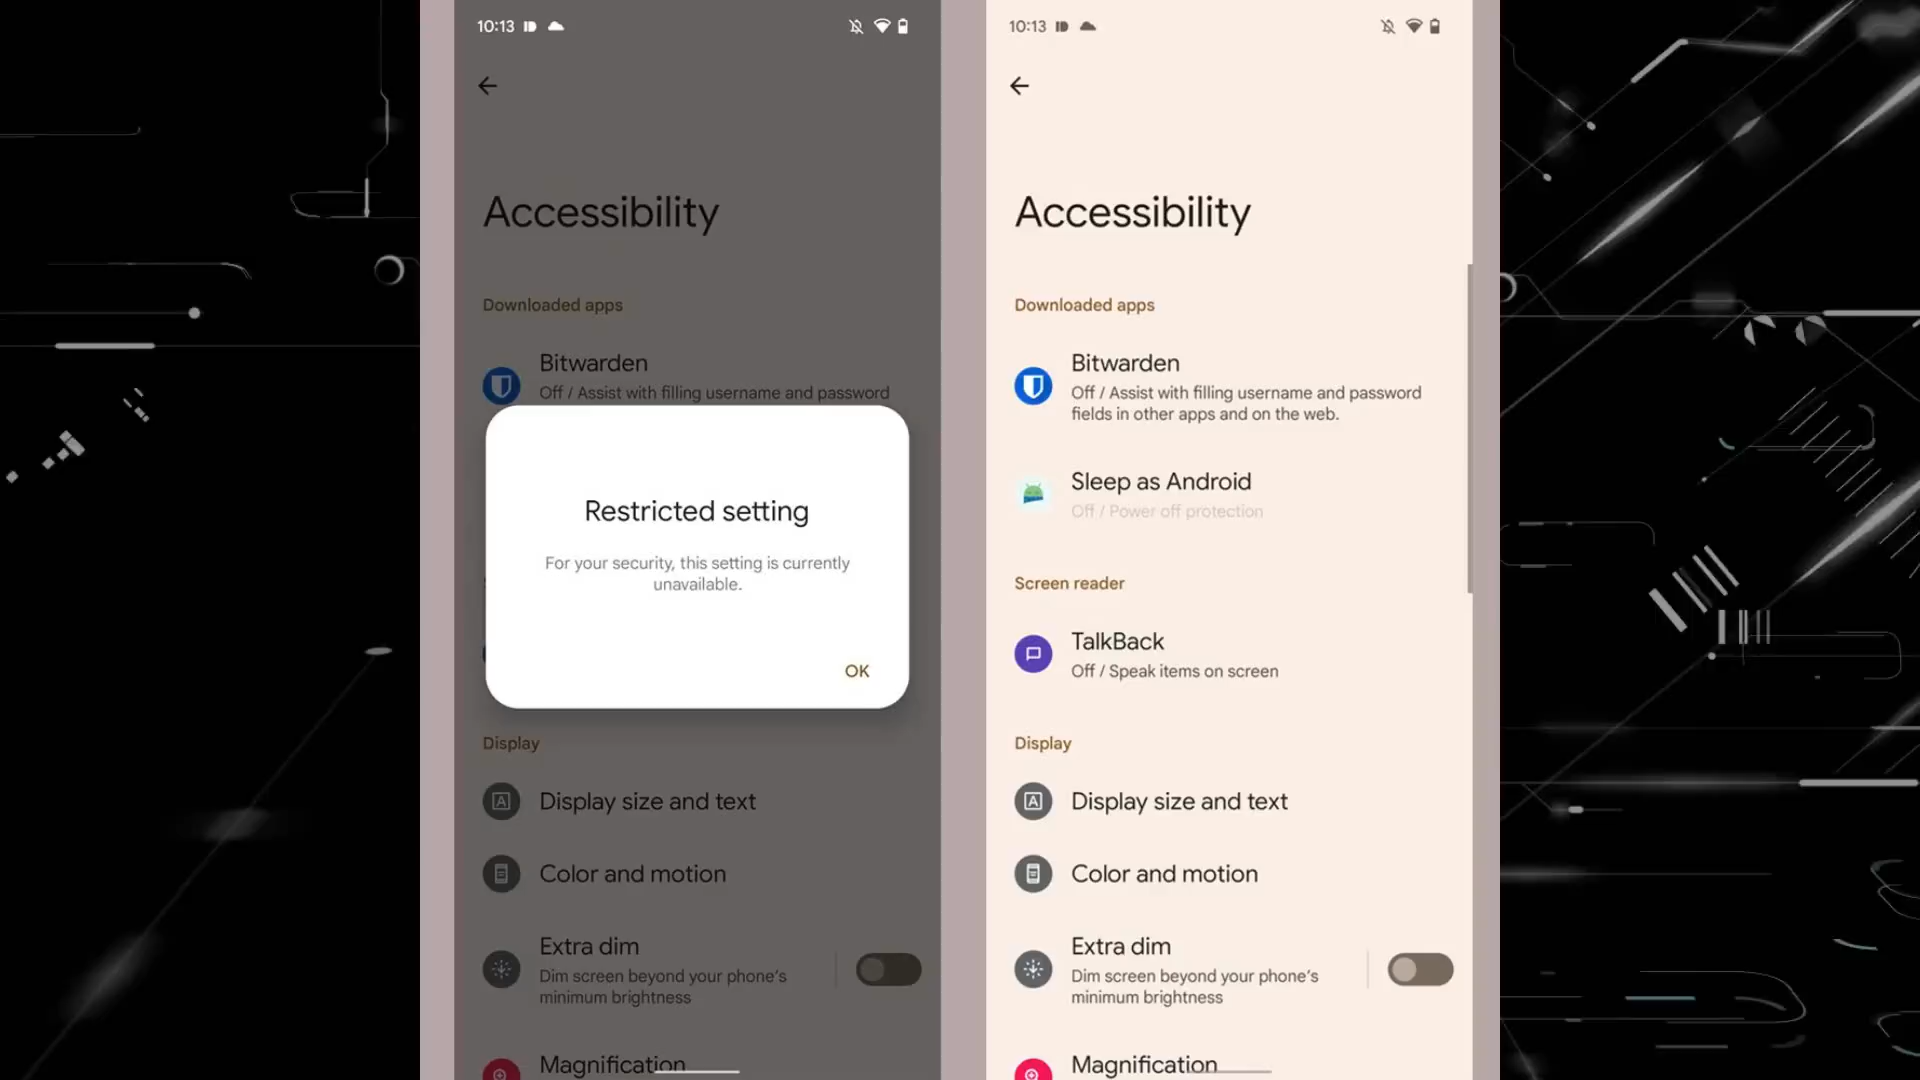 10:13
Accessibility
Downloaded apps
Bitwarden
Off / Assist with filling username and password
Restricted setting
For your security, this setting is currently
unavailable.
OK
Display
Display size and text
Color and motion
Extra dim
Dim screen beyond your phone's
minimum brightness
Magnification
10:13
Accessibility
Downloaded apps
Bitwarden
Off / Assist with filling username and password
fields in other apps and on the web.
Sleep as Android
Off / Power off protection
Screen reader
TalkBack
Off / Speak items on screen
Display
Display size and text
Color and motion
Extra dim
Dim screen beyond your phone's
minimum brightness
Magnification